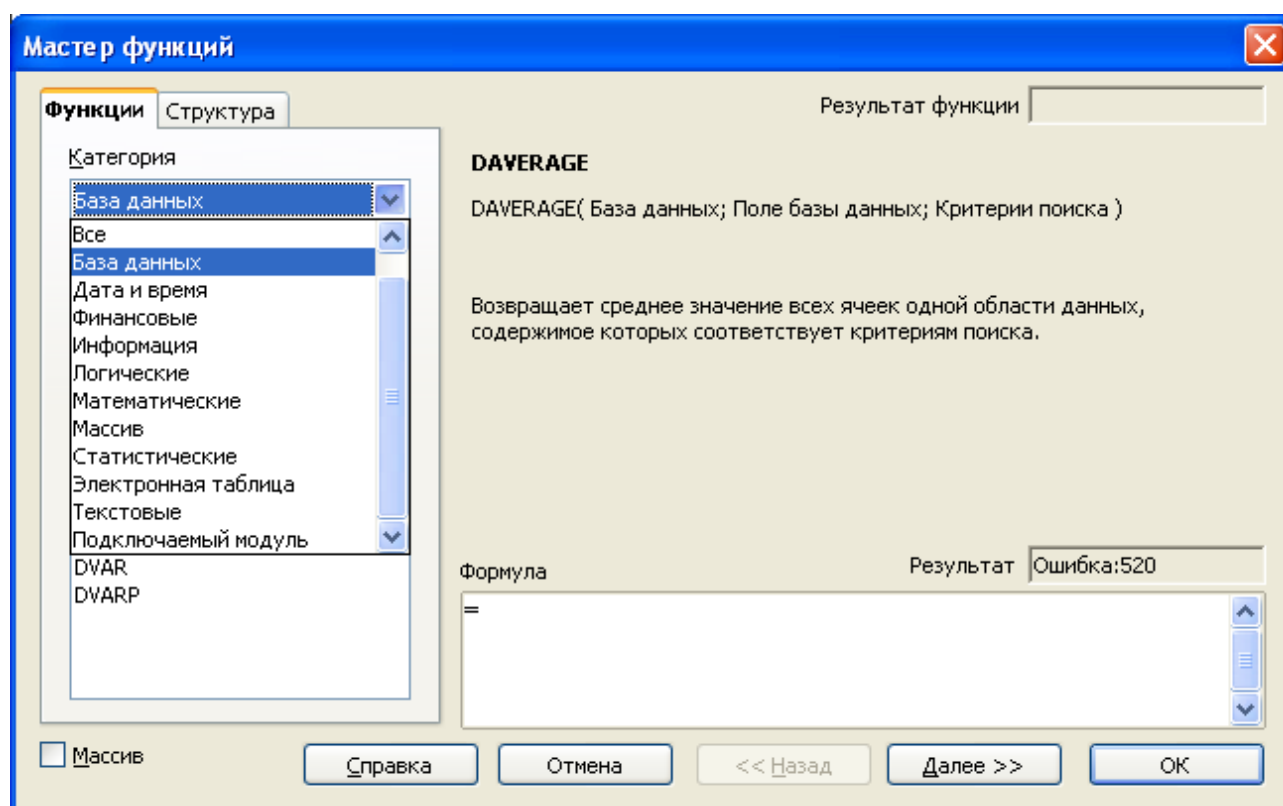 Мастер функций
Функции Структура
Результат функции
Категория
База данных
Все
База данных
Дата и время
Финансовые
Информация
Логические
Математические
Массив
Статистические
Электронная таблица
Текстовые
Подключаемый модуль
DVAR
DVARP
DAVERAGE
DAVERAGE( База данных; Поле базы данных; Критерии поиска )
Возвращает среднее значение всех ячеек одной области данных,
содержимое которых соответствует критериям поиска.
Формула
Результат Ошибка:520
=
Массив
Справка
Отмена
<< Назад
Далее >>
ОК